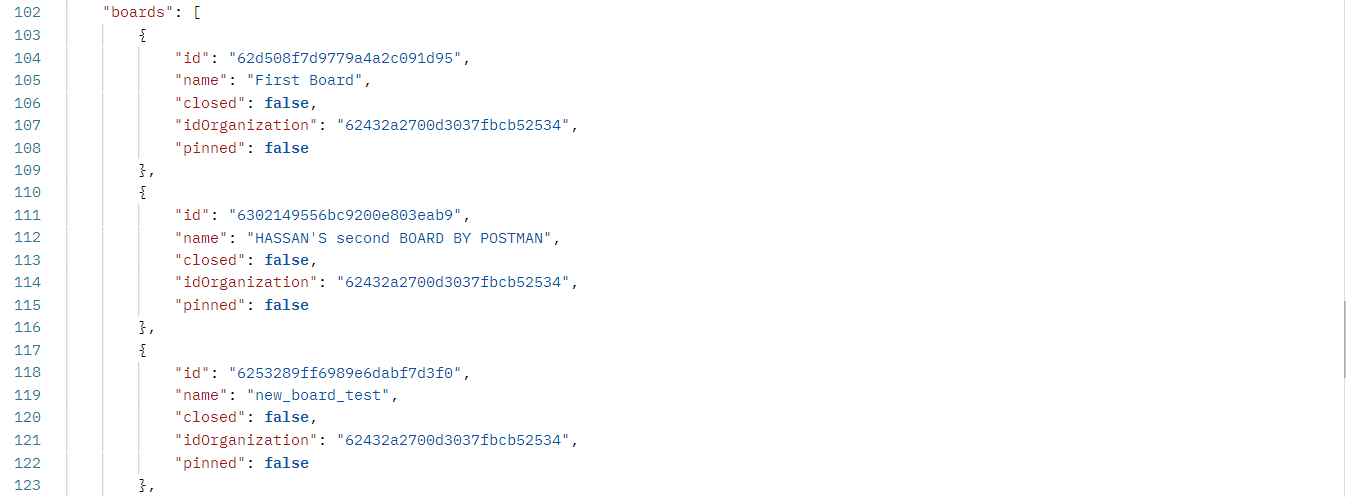 102 "boards": [
103 {
104 "id": "62d508f7d9779a4a2c091d95",
105 "name": "First Board",
106 "closed": false,
107 "idOrganization": "62432a2700d3037fbcb52534",
108 "pinned": false
109 },
110 {
111 "id": "6302149556bc9200e803eab9",
112 "name": "HASSAN'S second BOARD BY POSTMAN",
113 "closed": false,
114 "idOrganization": "62432a2700d3037fbcb52534",
115 "pinned": false
116 },
117 {
118 "id": "6253289ff6989e6dabf7d3f0",
119 "name": "new_board_test",
120 "closed": false,
121 "idOrganization": "62432a2700d3037fbcb52534",
122 "pinned": false
123 },